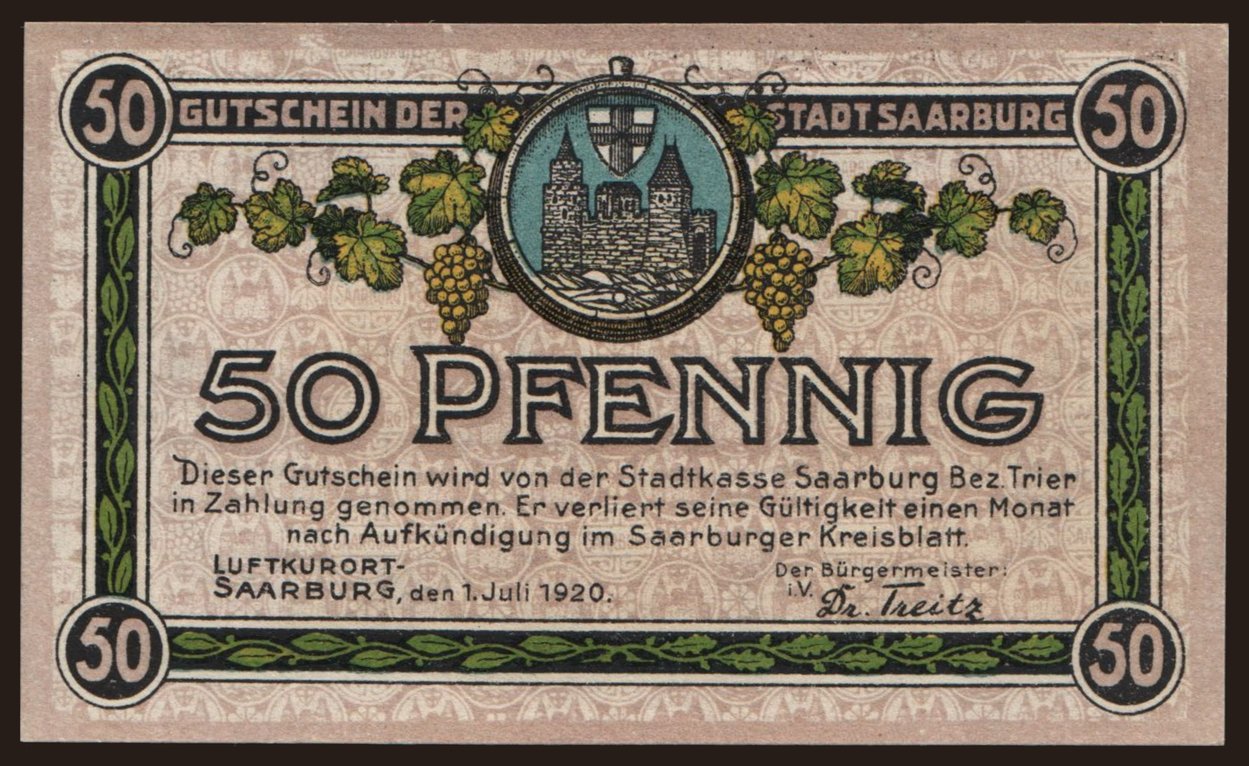 50 GUTSCHEIN DER STADT SAARBURG 50
50 PFENNIG
Dieser Gutschein wird von der Stadtkasse Saarburg Bez. Trier
in Zahlung genommen. Er verliert seine Gültigkeit einen Monat
nach Aufkündigung im Saarburger Kreisblatt.
LUFTKURORT-
SAARBURG, den 1. Juli 1920.
Der Bürgermeister:
i.V. Dr. Treitz
50 50